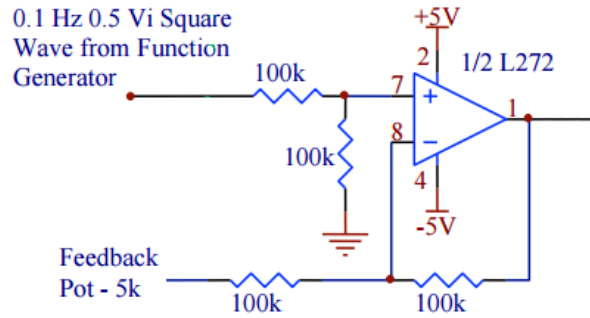 0.1 Hz 0.5 Vi Square
Wave from Function
Generator
+5V
2
1/2 L272
100k
7
+
1
8
−
100k
4
-5V
Feedback
Pot - 5k
100k
100k